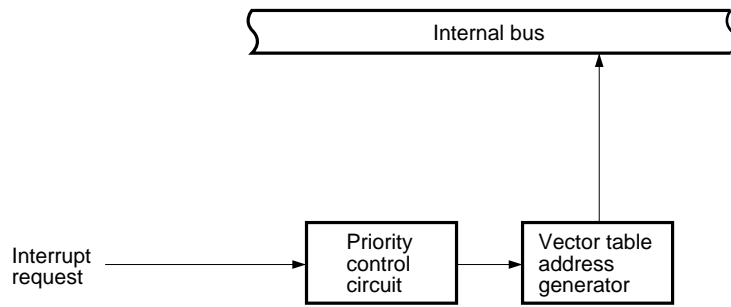 Internal bus
Interrupt
request
Priority
control
circuit
Vector table
address
generator